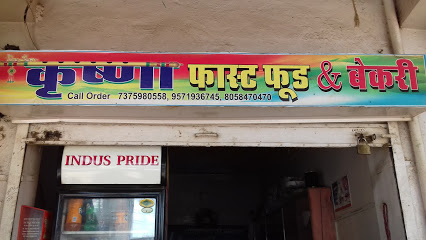 कृष्णा फास्ट फूड & बेकरी
Call Order 7375980558, 9571936745, 8058470470
INDUS PRIDE